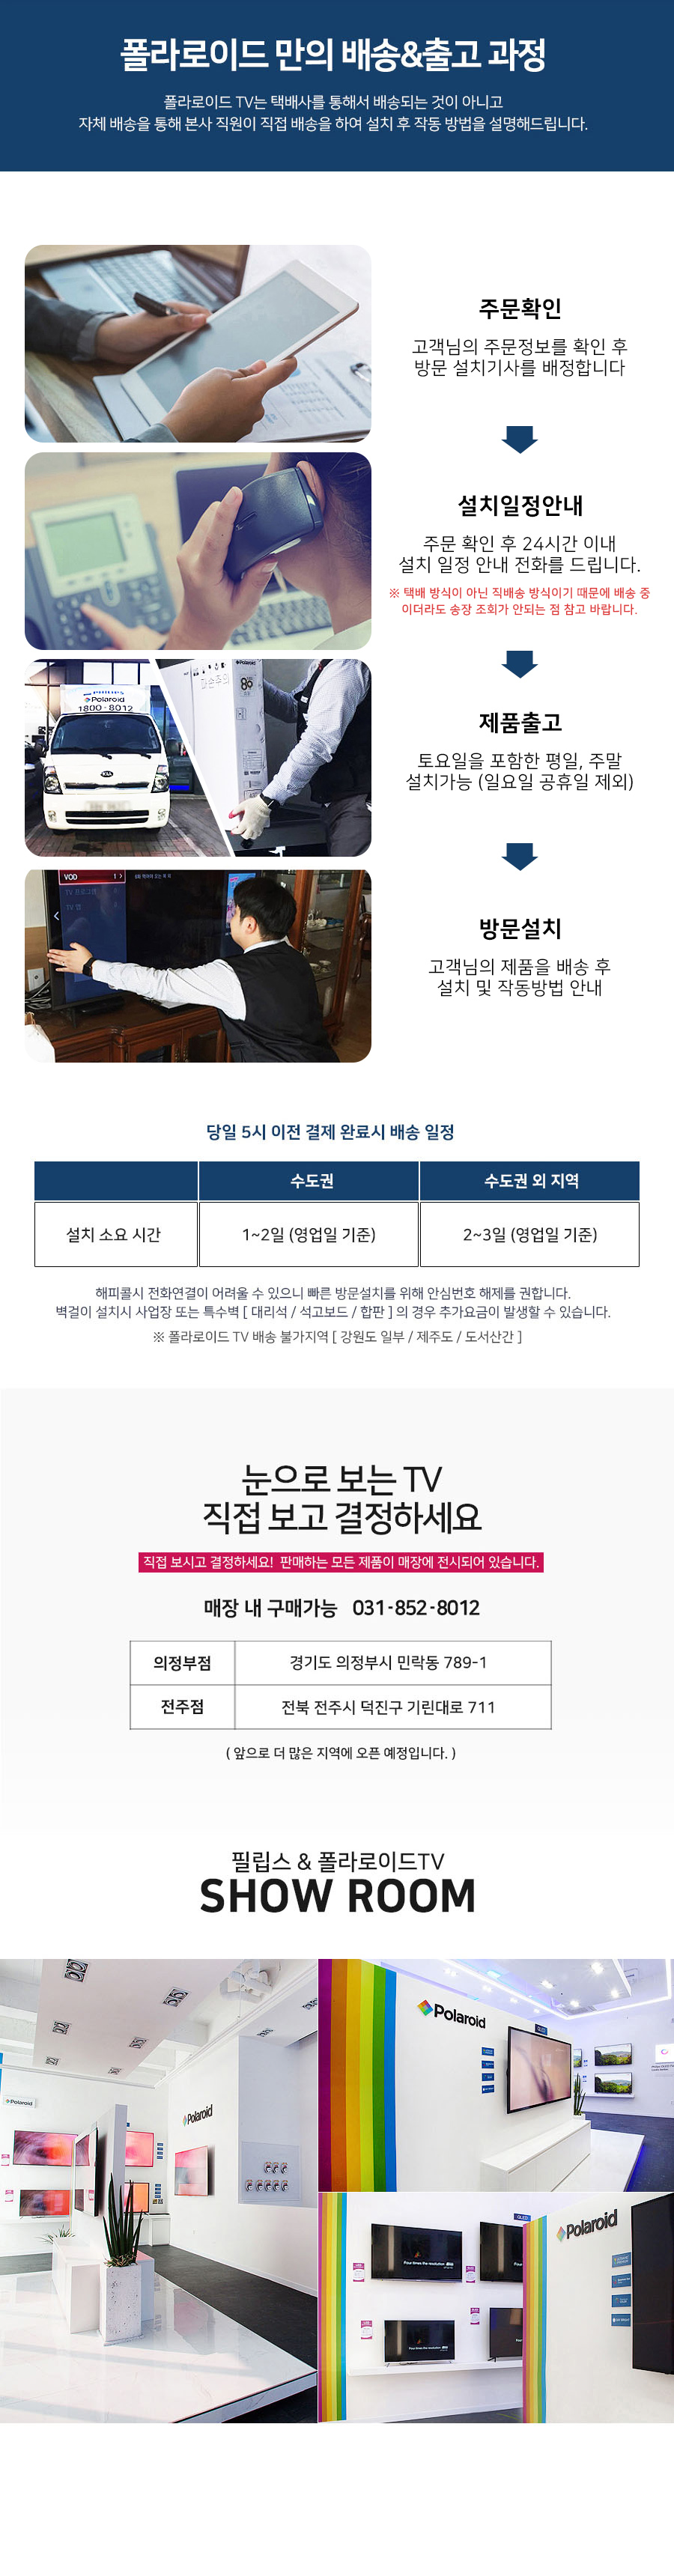 폴라로이드 만의 배송&출고 과정
폴라로이드 TV는 택배사를 통해서 배송되는 것이 아니고
자체 배송을 통해 본사 직원이 직접 배송을 하여 설치 후 작동 방법을 설명해드립니다.
주문확인
고객님의 주문정보를 확인 후
방문 설치기사를 배정합니다
설치일정안내
주문 확인 후 24시간 이내
설치 일정 안내 전화를 드립니다.
※ 택배 방식이 아닌 직배송 방식이기 때문에 배송 중
이더라도 송장 조회가 안되는 점 참고 바랍니다.
PHILIPS
Polaroid
1800-8012
KIA
Polaroid
파손주의
86
제품출고
토요일을 포함한 평일, 주말
설치가능 (일요일 공휴일 제외)
VOD
1 >
TV 앱
방문설치
고객님의 제품을 배송 후
설치 및 작동방법 안내
당일 5시 이전 결제 완료시 배송 일정
수도권
수도권 외 지역
설치 소요 시간
1~2일 (영업일 기준)
2~3일 (영업일 기준)
해피콜시 전화연결이 어려울 수 있으니 빠른 방문설치를 위해 안심번호 해제를 권합니다.
벽걸이 설치시 사업장 또는 특수벽 [ 대리석 / 석고보드 / 합판 ] 의 경우 추가요금이 발생할 수 있습니다.
※ 폴라로이드 TV 배송 불가지역 [ 강원도 일부 / 제주도 / 도서산간 ]
눈으로 보는 TV
직접 보고 결정하세요
직접 보시고 결정하세요! 판매하는 모든 제품이 매장에 전시되어 있습니다.
매장 내 구매가능 031-852-8012
의정부점
경기도 의정부시 민락동 789-1
전주점
전북 전주시 덕진구 기린대로 711
( 앞으로 더 많은 지역에 오픈 예정입니다. )
필립스 & 폴라로이드TV
SHOW ROOM
Polaroid
Polaroid
Polaroid
QLED
Four times the resolution
Four times the resolution
QLED
Polaroid